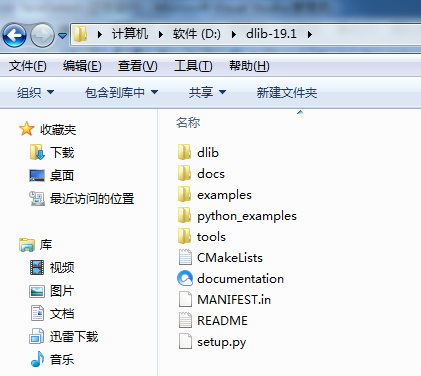 计算机 ▸ 软件 (D:) ▸ dlib-19.1 ▸
文件(F) 编辑(E) 查看(V) 工具(T) 帮助(H)
组织 包含到库中 共享 新建文件夹
收藏夹
下载
桌面
最近访问的位置
库
视频
图片
文档
迅雷下载
音乐
名称
dlib
docs
examples
python_examples
tools
CMakeLists
documentation
MANIFEST.in
README
setup.py